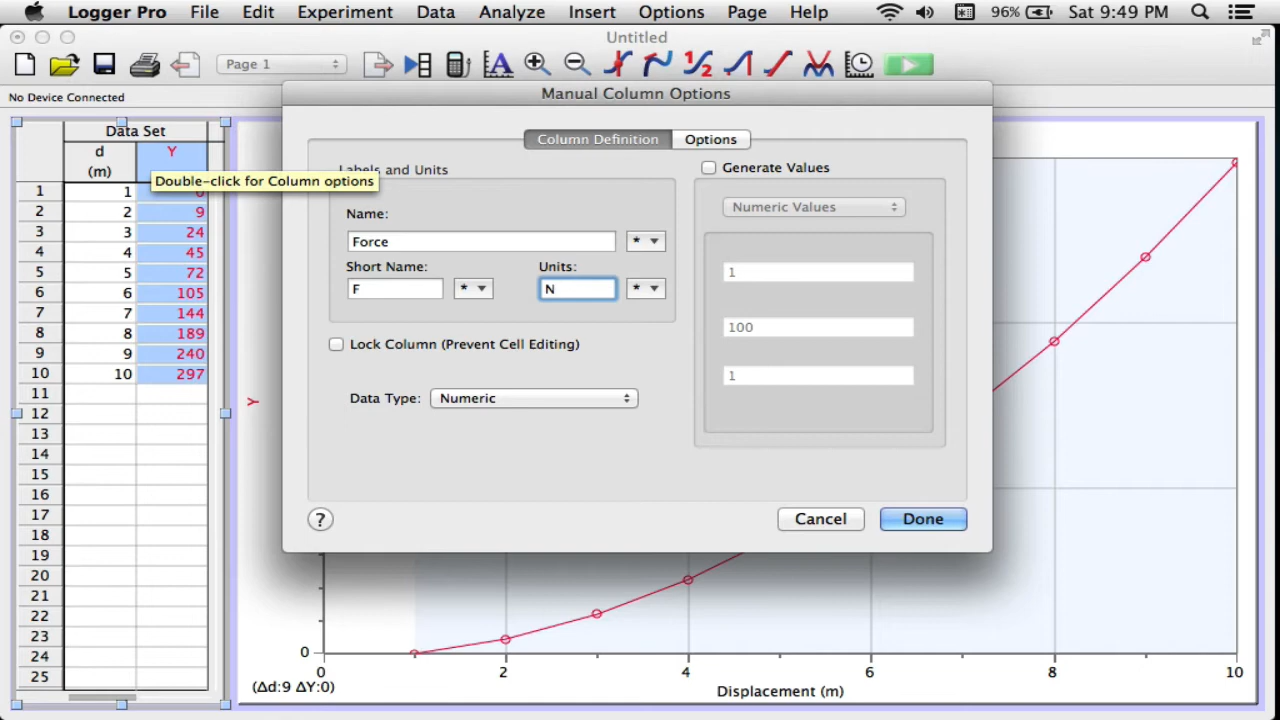 Logger Pro File Edit Experiment Data Analyze Insert Options Page Help 96% Sat 9:49 PM
Untitled
Page 1
No Device Connected
Manual Column Options
Column Definition Options
Labels and Units
Name:
Force
*
Short Name:
F
*
Units:
N
*
Lock Column (Prevent Cell Editing)
Data Type: Numeric
Generate Values
Numeric Values
1
100
1
?
Cancel Done
Data Set
d Y
(m)
Double-click for Column options
1 1
2 2 9
3 3 24
4 4 45
5 5 72
6 6 105
7 7 144
8 8 189
9 9 240
10 10 297
11
12
13
14
15
16
17
18
19
20
21
22
23
24
25
Y
0
0 2 4 6 8 10
(Δd:9 ΔY:0)
Displacement (m)